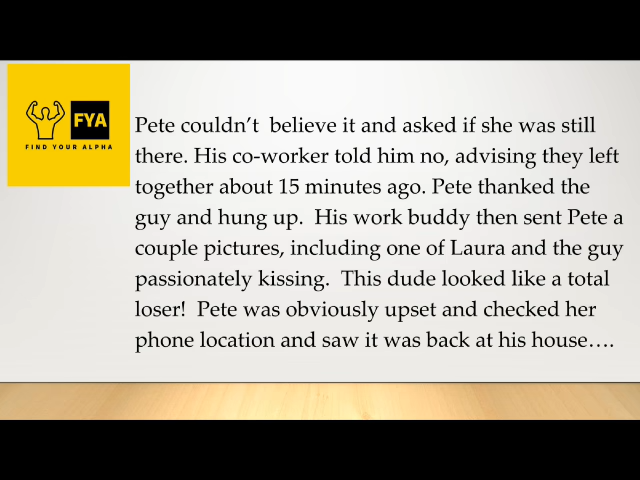 FYA
FIND YOUR ALPHA
Pete couldn’t  believe it and asked if she was still
there. His co-worker told him no, advising they left
together about 15 minutes ago. Pete thanked the
guy and hung up.  His work buddy then sent Pete a
couple pictures, including one of Laura and the guy
passionately kissing.  This dude looked like a total
loser!  Pete was obviously upset and checked her
phone location and saw it was back at his house….